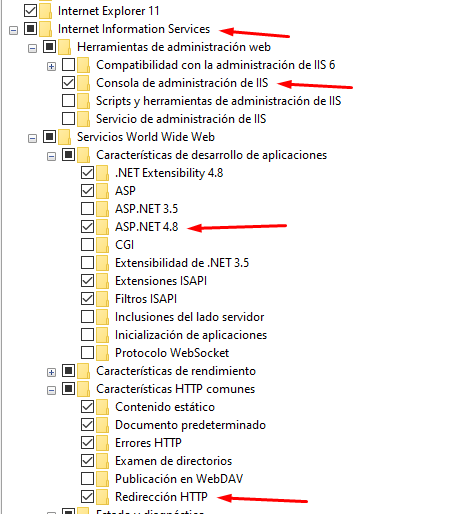 Internet Explorer 11
Internet Information Services
Herramientas de administración web
Compatibilidad con la administración de IIS 6
Consola de administración de IIS
Scripts y herramientas de administración de IIS
Servicio de administración de IIS
Servicios World Wide Web
Características de desarrollo de aplicaciones
.NET Extensibility 4.8
ASP
ASP.NET 3.5
ASP.NET 4.8
CGI
Extensibilidad de .NET 3.5
Extensiones ISAPI
Filtros ISAPI
Inclusiones del lado servidor
Inicialización de aplicaciones
Protocolo WebSocket
Características de rendimiento
Características HTTP comunes
Contenido estático
Documento predeterminado
Errores HTTP
Examen de directorios
Publicación en WebDAV
Redirección HTTP
Estado y diagnóstico